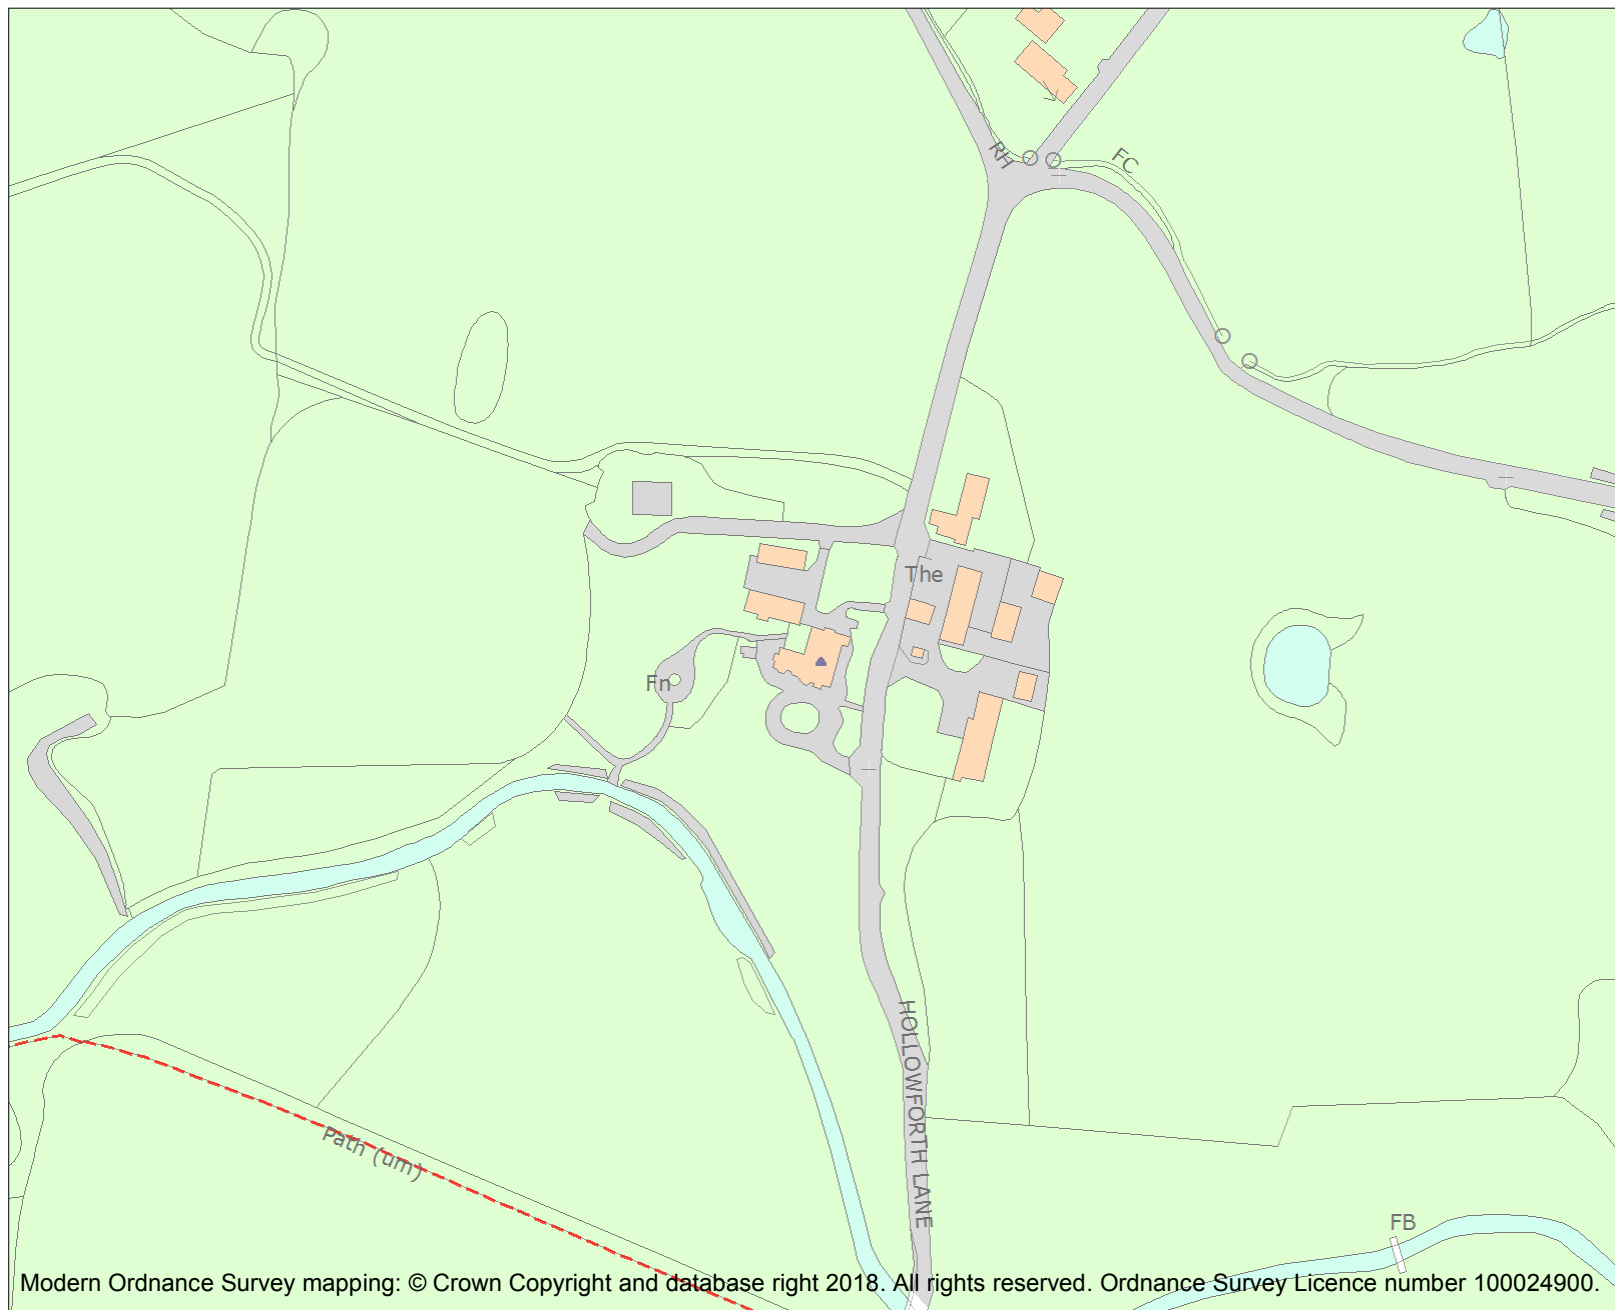 RH
FC
The
Fn
HOLLOWFORTH LANE
Path (um)
FB
Modern Ordnance Survey mapping: © Crown Copyright and database right 2018. All rights reserved. Ordnance Survey Licence number 100024900.